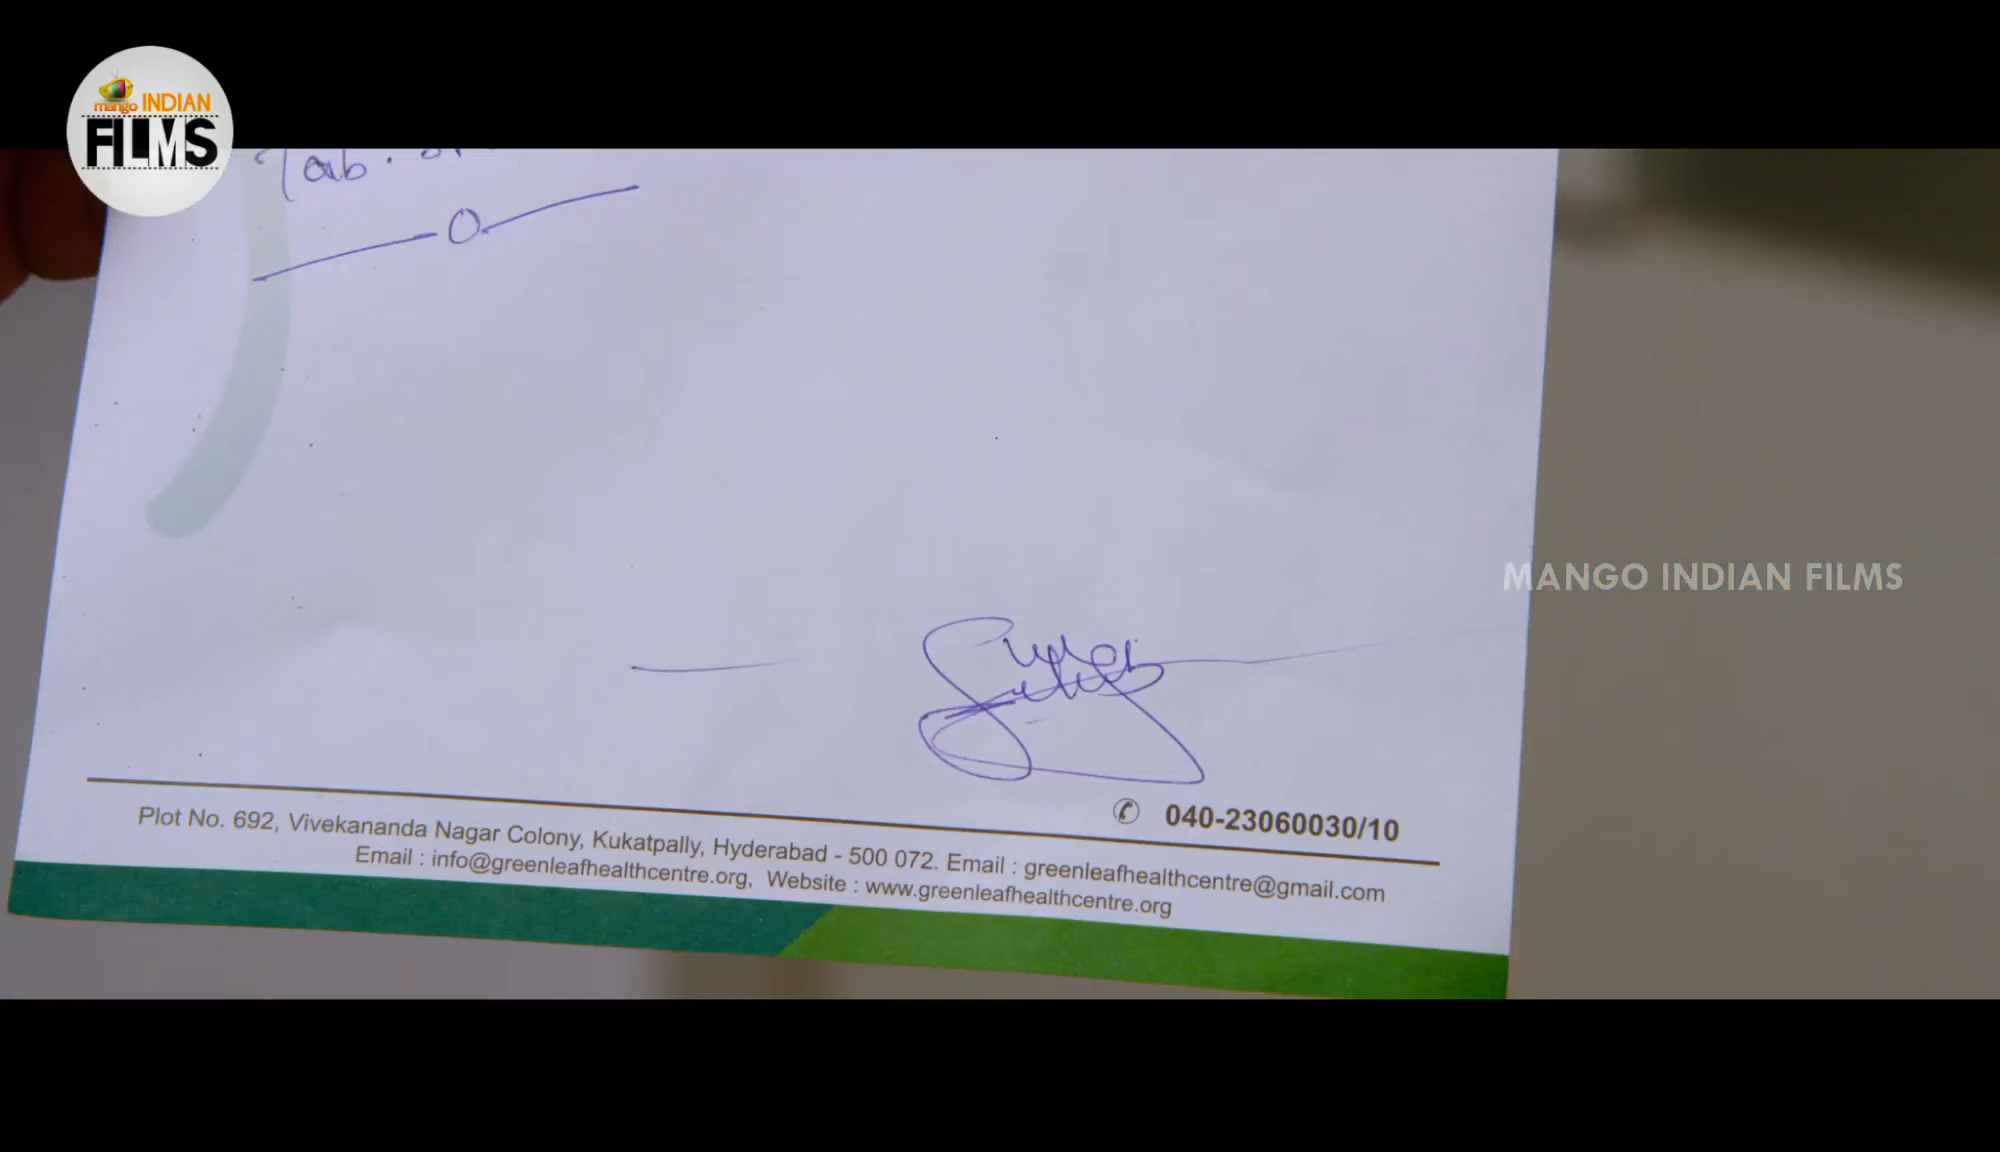 mango INDIAN
FILMS
Tab.
MANGO INDIAN FILMS
040-23060030/10
Plot No. 692, Vivekananda Nagar Colony, Kukatpally, Hyderabad - 500 072. Email : greenleafhealthcentre@gmail.com
Email : info@greenleafhealthcentre.org, Website : www.greenleafhealthcentre.org